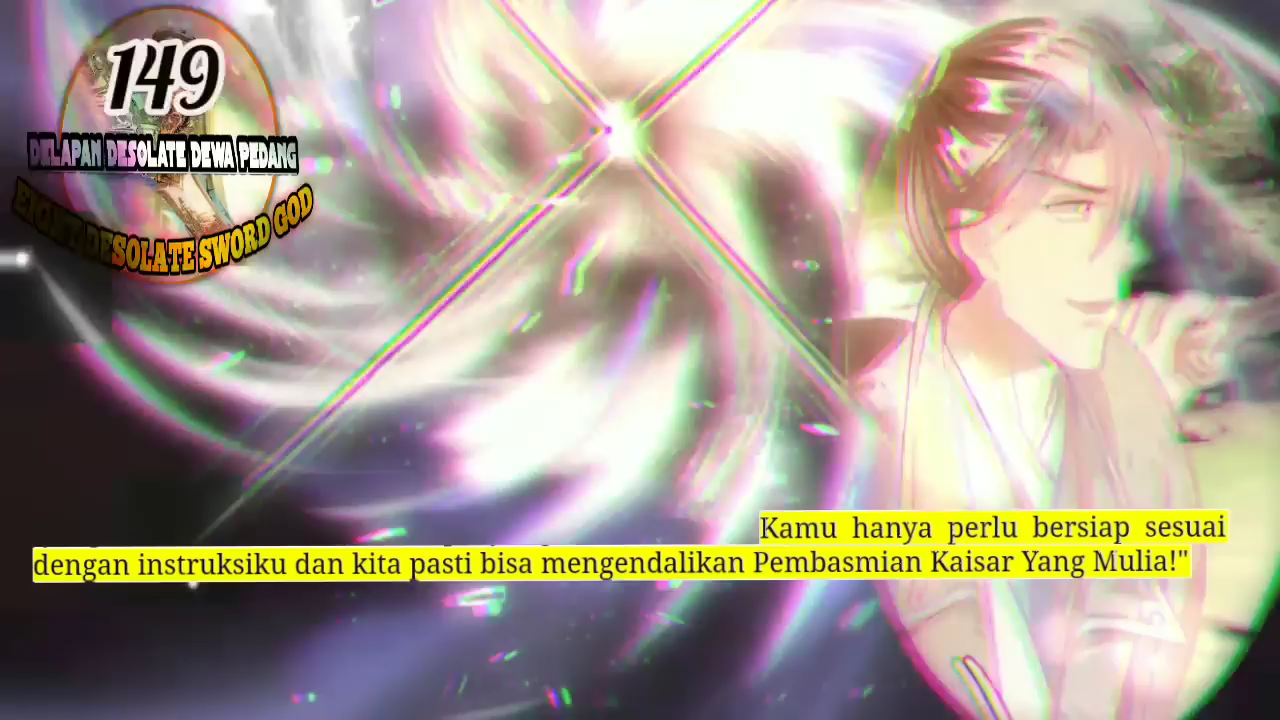 149
DELAPAN DESOLATE DEWA PEDANG
EIGHT DESOLATE SWORD GOD
Kamu hanya perlu bersiap sesuai
dengan instruksiku dan kita pasti bisa mengendalikan Pembasmian Kaisar Yang Mulia!"